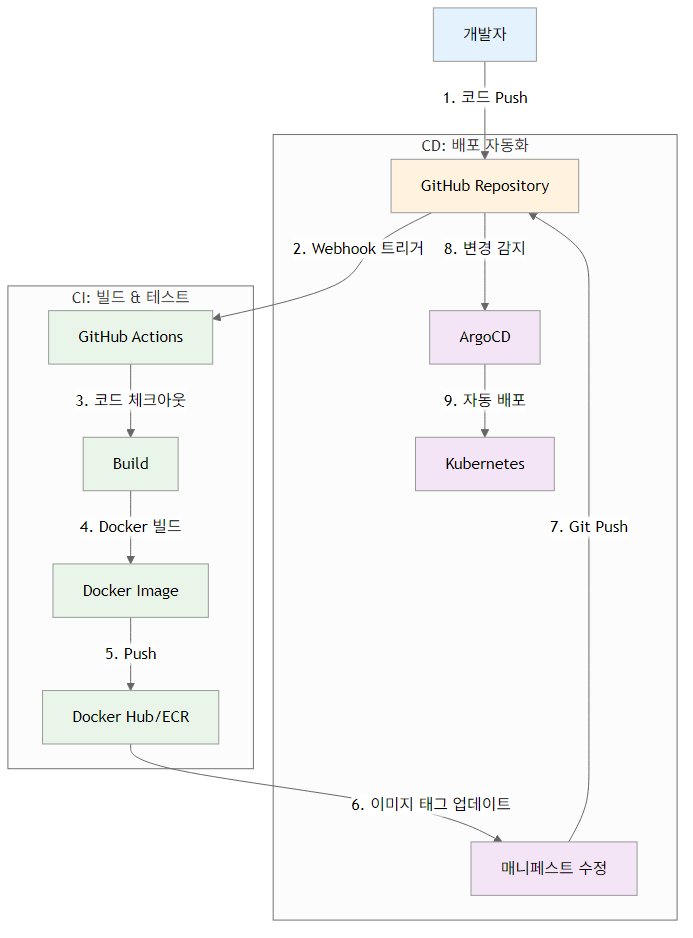 개발자
1. 코드 Push
CD: 배포 자동화
GitHub Repository
2. Webhook 트리거
8. 변경 감지
CI: 빌드 & 테스트
GitHub Actions
ArgoCD
3. 코드 체크아웃
9. 자동 배포
Build
Kubernetes
4. Docker 빌드
7. Git Push
Docker Image
5. Push
Docker Hub/ECR
6. 이미지 태그 업데이트
매니페스트 수정